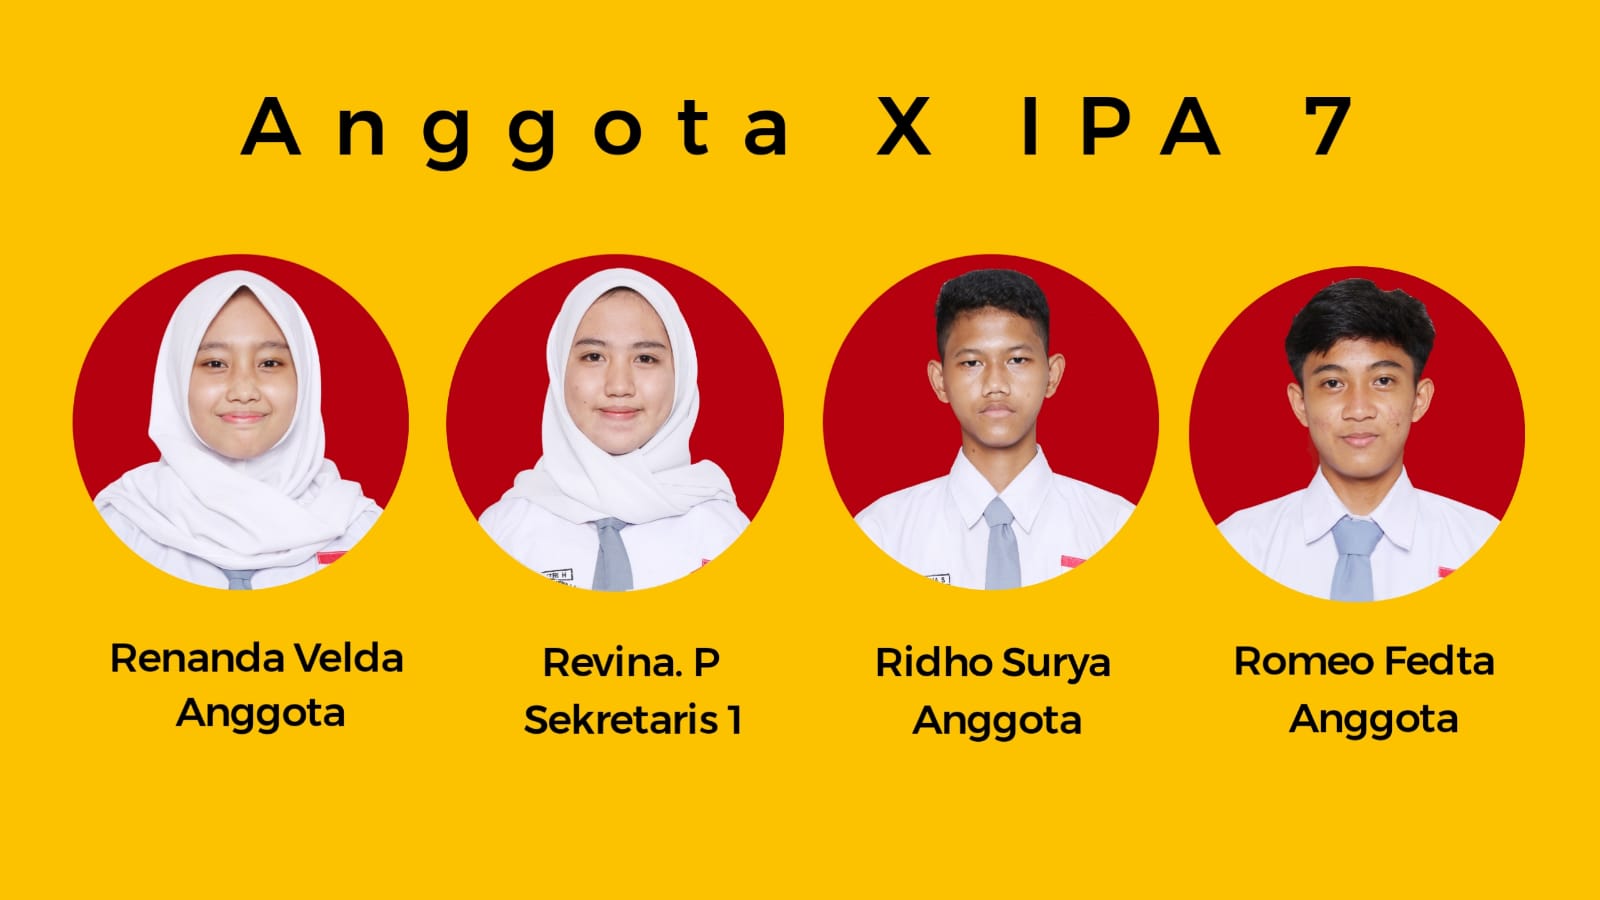 Anggota X IPA 7
Renanda Velda
Anggota
Revina. P
Sekretaris 1
Ridho Surya
Anggota
Romeo Fedta
Anggota